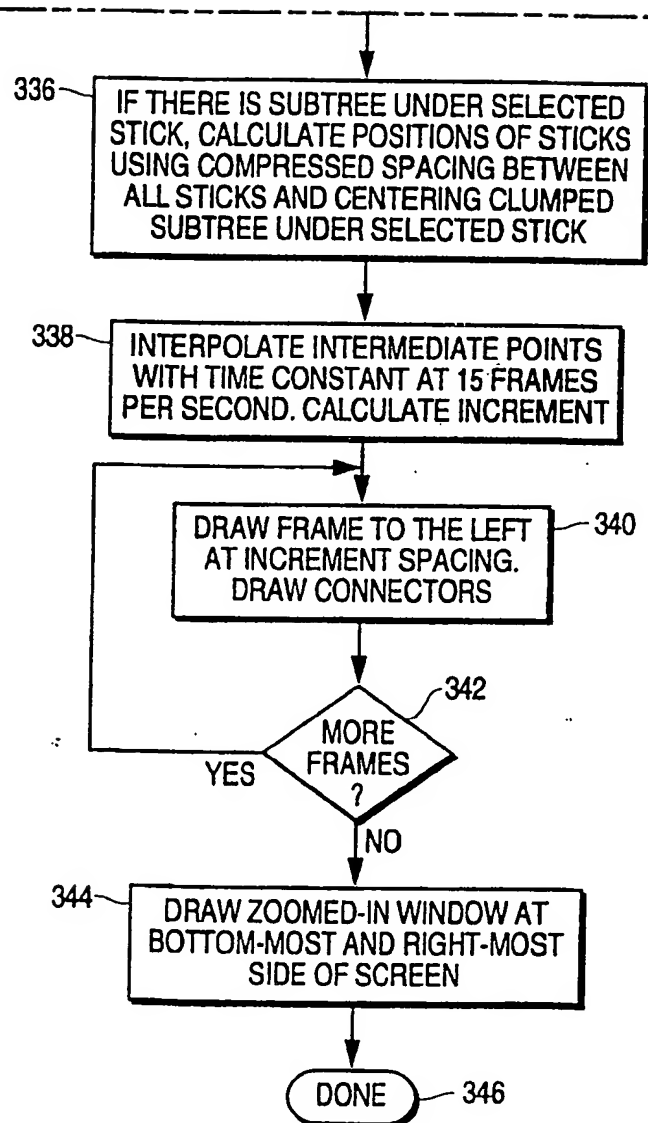 336
IF THERE IS SUBTREE UNDER SELECTED
STICK, CALCULATE POSITIONS OF STICKS
USING COMPRESSED SPACING BETWEEN
ALL STICKS AND CENTERING CLUMPED
SUBTREE UNDER SELECTED STICK
338
INTERPOLATE INTERMEDIATE POINTS
WITH TIME CONSTANT AT 15 FRAMES
PER SECOND. CALCULATE INCREMENT
DRAW FRAME TO THE LEFT
AT INCREMENT SPACING.
DRAW CONNECTORS
340
342
MORE
FRAMES
?
YES
NO
344
DRAW ZOOMED-IN WINDOW AT
BOTTOM-MOST AND RIGHT-MOST
SIDE OF SCREEN
DONE
346